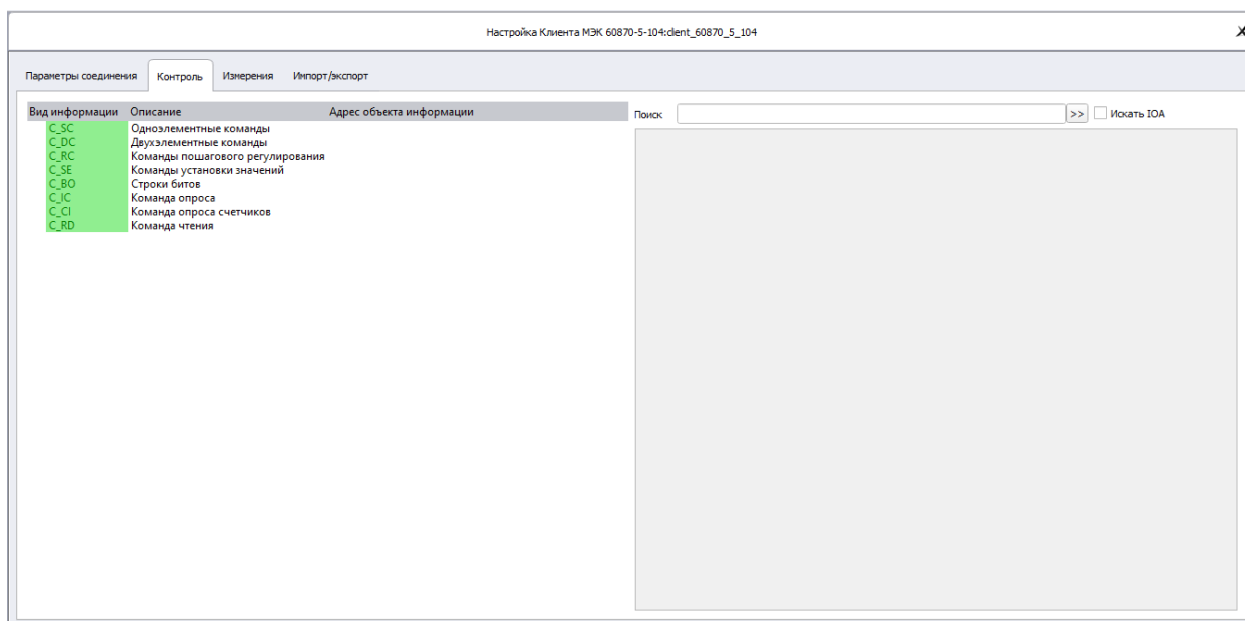 Настройка Клиента МЭК 60870-5-104:client_60870_5_104
Параметры соединения Контроль Измерения Импорт/экспорт
Вид информации Описание Адрес объекта информации
Поиск >> Искать IOA
C_SC Одноэлементные команды
C_DC Двухэлементные команды
C_RC Команды пошагового регулирования
C_SE Команды установки значений
C_BO Строки битов
C_IC Команда опроса
C_CI Команда опроса счетчиков
C_RD Команда чтения